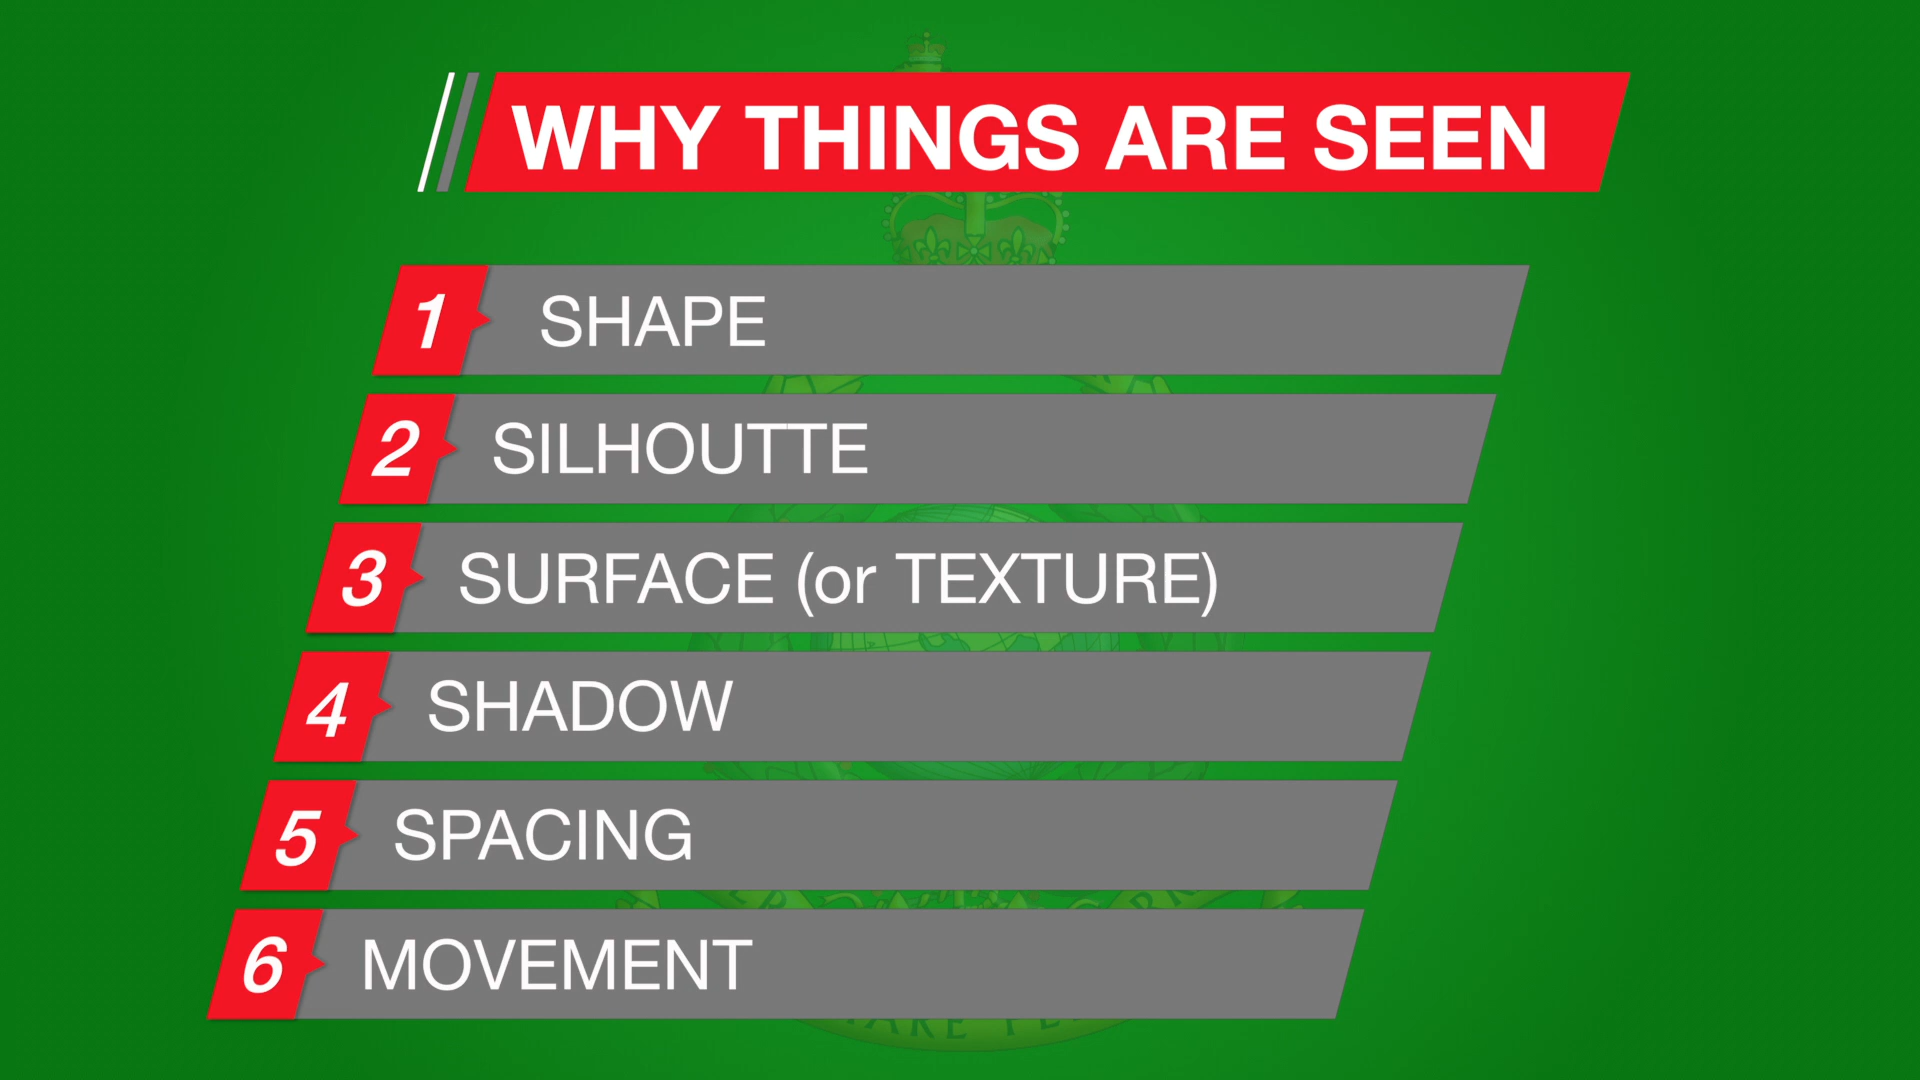 WHY THINGS ARE SEEN
1 SHAPE
2 SILHOUTTE
3 SURFACE (or TEXTURE)
4 SHADOW
5 SPACING
6 MOVEMENT